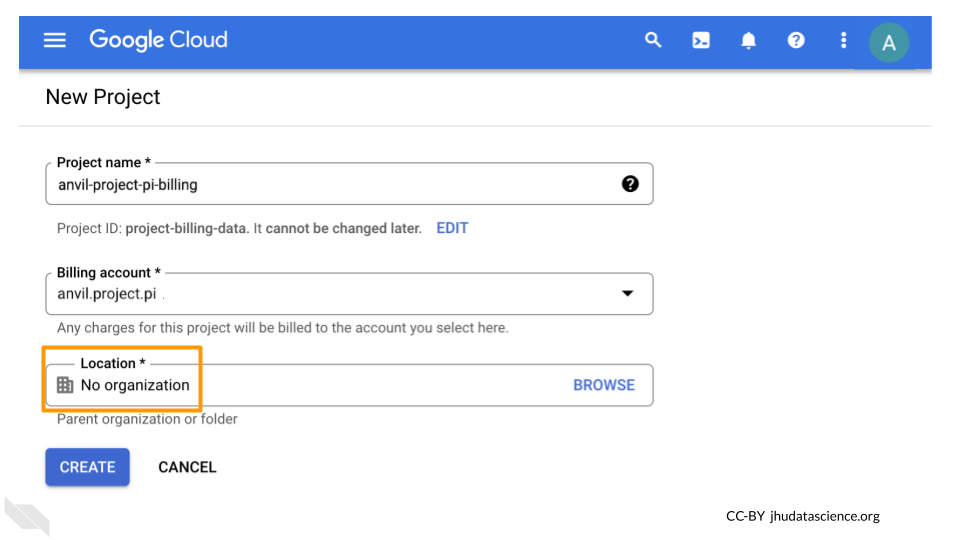 Google Cloud
A
New Project
Project name *
anvil-project-pi-billing
Project ID: project-billing-data. It cannot be changed later. EDIT
Billing account *
anvil.project.pi
Any charges for this project will be billed to the account you select here.
Location *
No organization BROWSE
Parent organization or folder
CREATE CANCEL
CC-BY jhudatascience.org